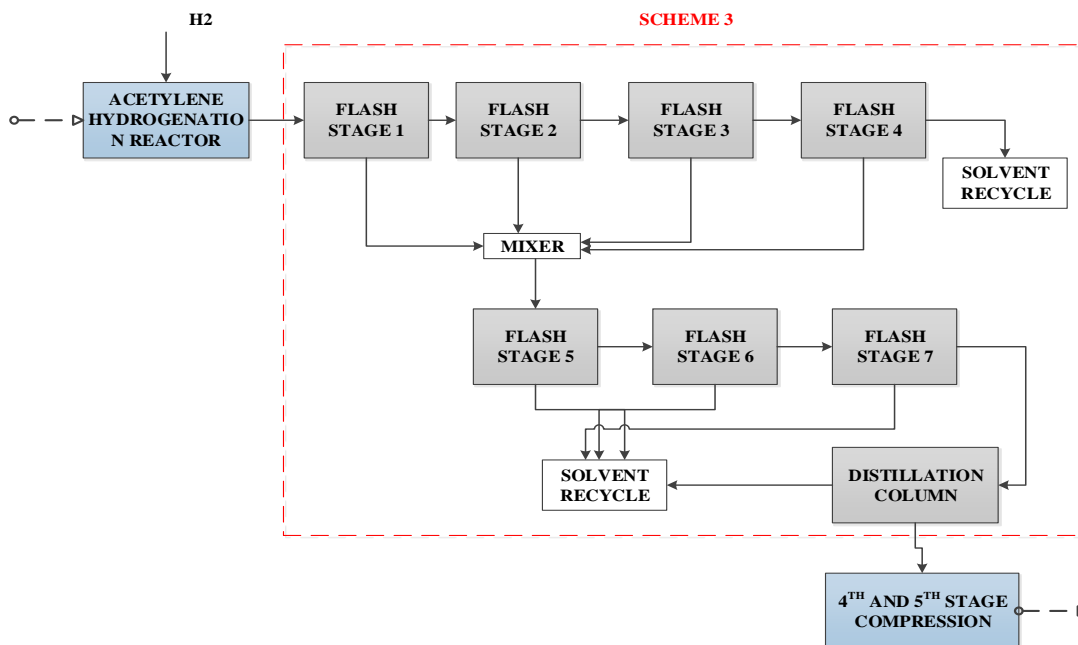 H2
SCHEME 3
ACETYLENE
HYDROGENATIO
N REACTOR
FLASH
STAGE 1
FLASH
STAGE 2
FLASH
STAGE 3
FLASH
STAGE 4
SOLVENT
RECYCLE
MIXER
FLASH
STAGE 5
FLASH
STAGE 6
FLASH
STAGE 7
SOLVENT
RECYCLE
DISTILLATION
COLUMN
4TH AND 5TH STAGE
COMPRESSION